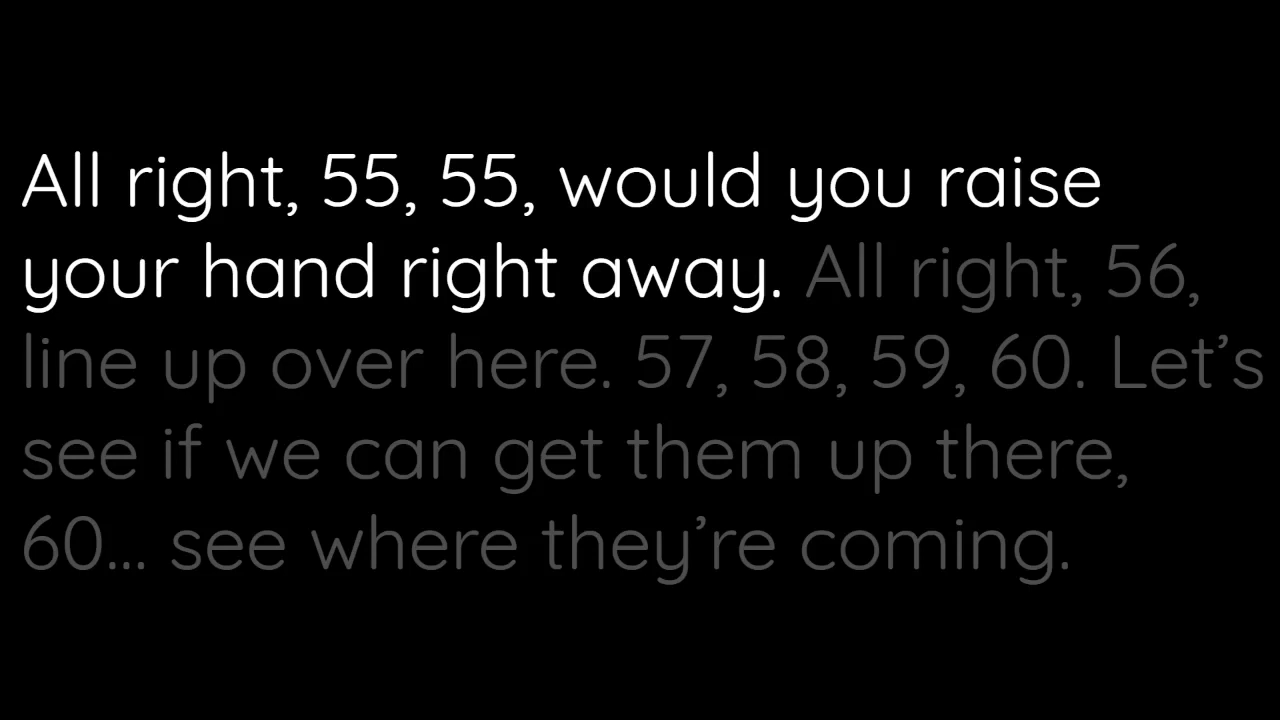 All right, 55, 55, would you raise
your hand right away. All right, 56,
line up over here. 57, 58, 59, 60. Let’s
see if we can get them up there,
60... see where they’re coming.